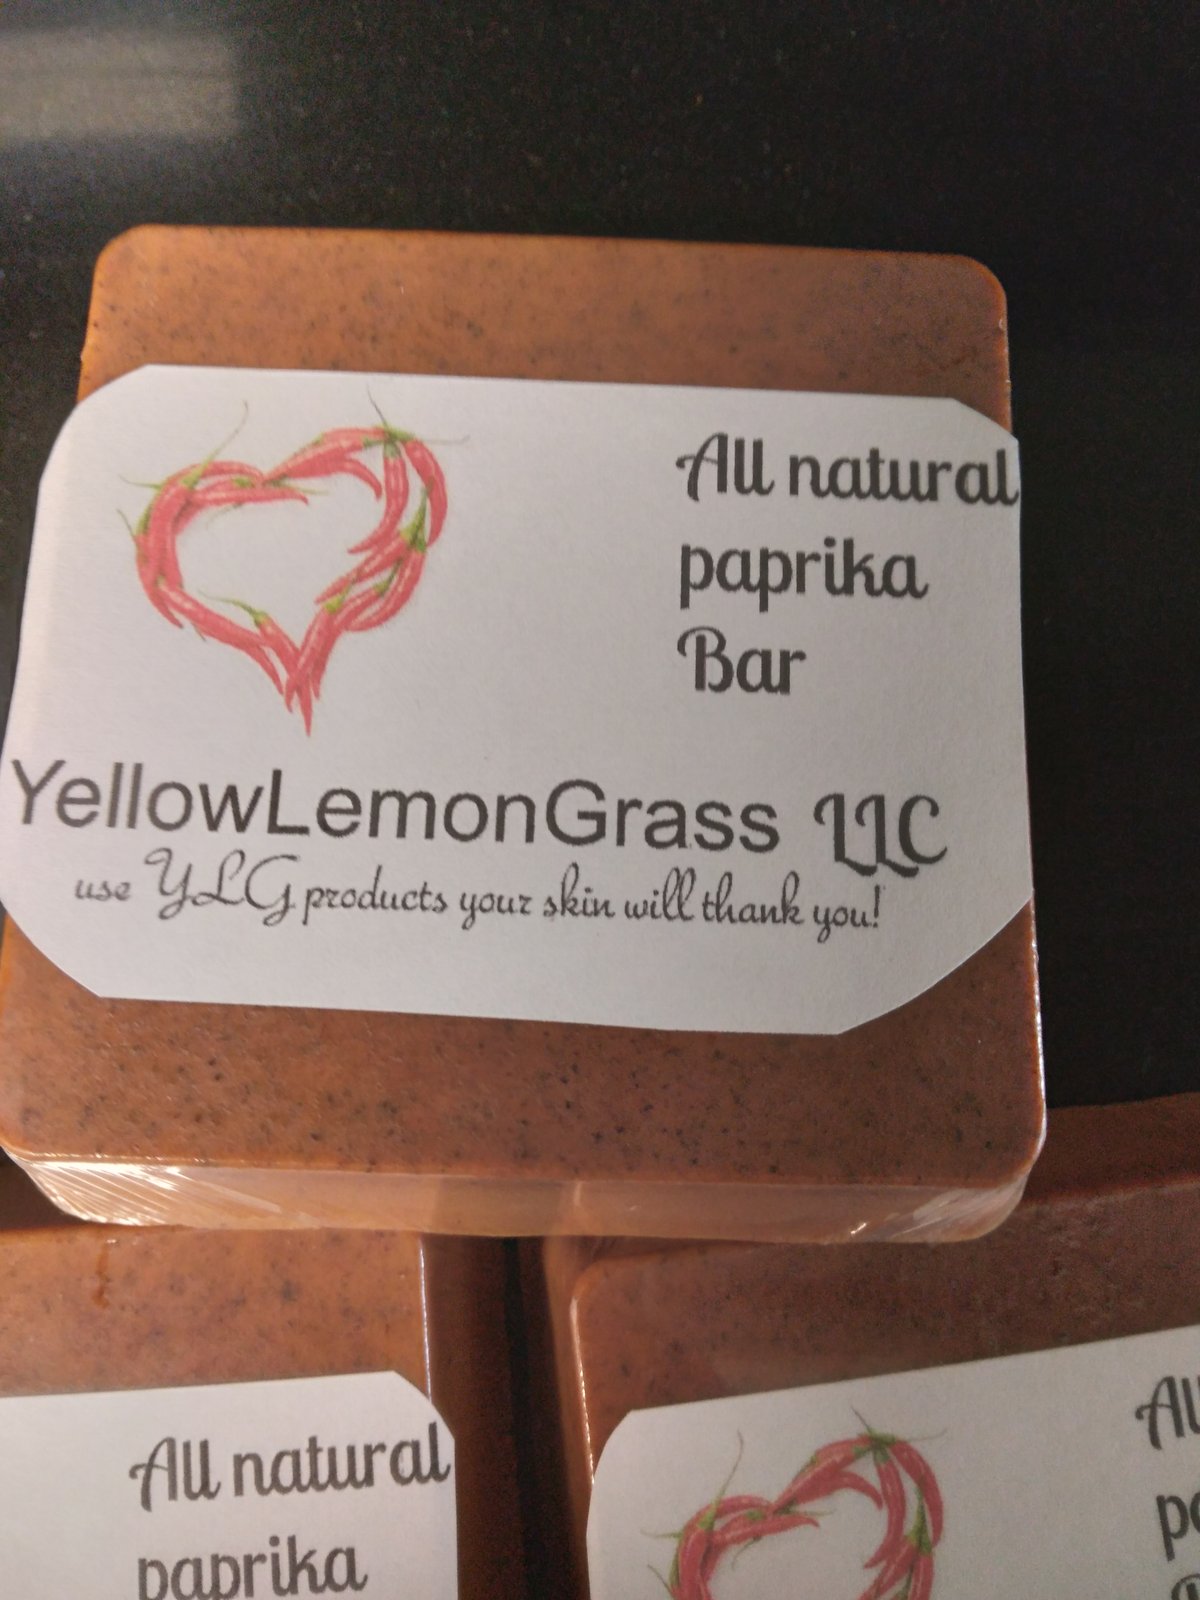 All natural
paprika
Bar
YellowLemonGrass LLC
use YLG products your skin will thank you!
All natural
paprika